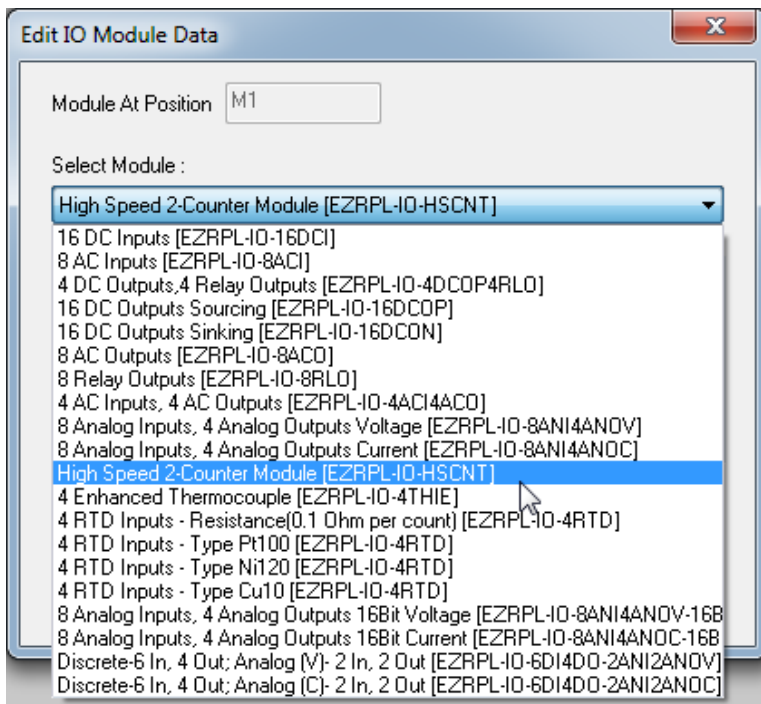 Edit IO Module Data
Module At Position M1
Select Module :
High Speed 2-Counter Module [EZRPL-IO-HSCNT]
16 DC Inputs [EZRPL-IO-16DCI]
8 AC Inputs [EZRPL-IO-8ACI]
4 DC Outputs,4 Relay Outputs [EZRPL-IO-4DCOP4RLO]
16 DC Outputs Sourcing [EZRPL-IO-16DCOP]
16 DC Outputs Sinking [EZRPL-IO-16DCON]
8 AC Outputs [EZRPL-IO-8ACO]
8 Relay Outputs [EZRPL-IO-8RLO]
4 AC Inputs, 4 AC Outputs [EZRPL-IO-4ACI4ACO]
8 Analog Inputs, 4 Analog Outputs Voltage [EZRPL-IO-8ANI4ANOV]
8 Analog Inputs, 4 Analog Outputs Current [EZRPL-IO-8ANI4ANOC]
High Speed 2-Counter Module [EZRPL-IO-HSCNT]
4 Enhanced Thermocouple [EZRPL-IO-4THIE]
4 RTD Inputs - Resistance(0.1 Ohm per count) [EZRPL-IO-4RTD]
4 RTD Inputs - Type Pt100 [EZRPL-IO-4RTD]
4 RTD Inputs - Type Ni120 [EZRPL-IO-4RTD]
4 RTD Inputs - Type Cu10 [EZRPL-IO-4RTD]
8 Analog Inputs, 4 Analog Outputs 16Bit Voltage [EZRPL-IO-8ANI4ANOV-16B
8 Analog Inputs, 4 Analog Outputs 16Bit Current [EZRPL-IO-8ANI4ANOC-16B
Discrete-6 In, 4 Out; Analog (V)- 2 In, 2 Out [EZRPL-IO-6DI4DO-2ANI2ANOV]
Discrete-6 In, 4 Out; Analog (C)- 2 In, 2 Out [EZRPL-IO-6DI4DO-2ANI2ANOC]